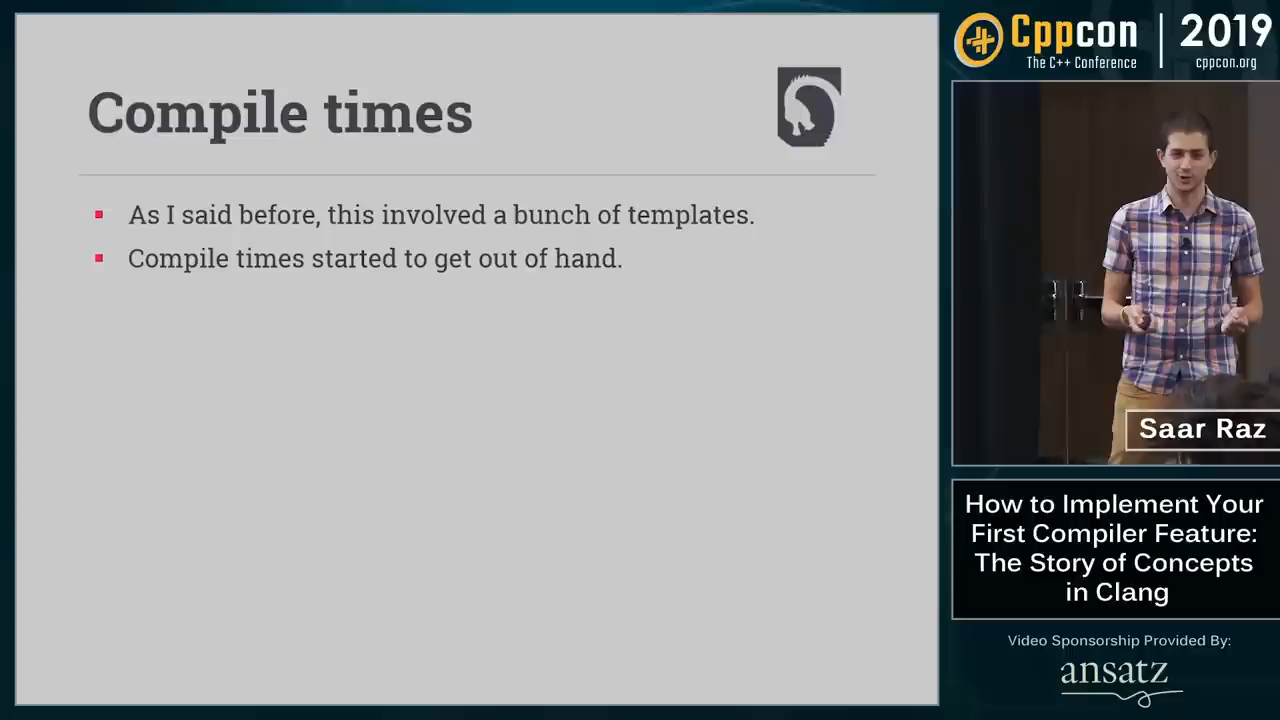 Compile times
As I said before, this involved a bunch of templates.
Compile times started to get out of hand.
Cppcon | 2019
The C++ Conference
cppcon.org
Saar Raz
How to Implement Your
First Compiler Feature:
The Story of Concepts
in Clang
Video Sponsorship Provided By:
ansatz